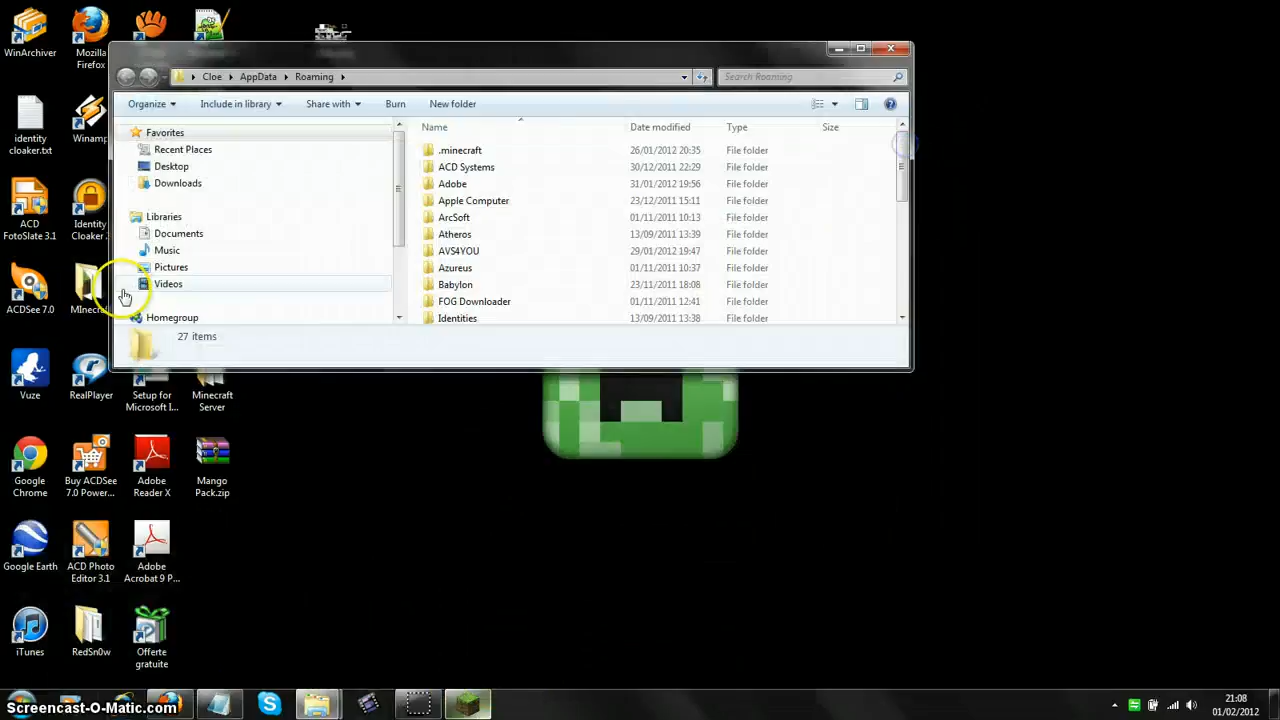 WinArchiver
Mozilla
Firefox
Cloe
AppData
Roaming
Search Roaming
Organize
Include in library
Share with
Burn
New folder
Favorites
Recent Places
Desktop
Downloads
Libraries
Documents
Music
Pictures
Videos
Homegroup
Name Date modified Type Size
.minecraft 26/01/2012 20:35 File folder
ACD Systems 30/12/2011 22:29 File folder
Adobe 31/01/2012 19:56 File folder
Apple Computer 23/12/2011 15:11 File folder
ArcSoft 01/11/2011 10:13 File folder
Atheros 13/09/2011 13:39 File folder
AVS4YOU 29/01/2012 19:47 File folder
Azureus 01/11/2011 10:37 File folder
Babylon 23/11/2011 18:08 File folder
FOG Downloader 01/11/2011 12:41 File folder
Identities 13/09/2011 13:38 File folder
27 items
identity
cloaker.txt
Winamp
ACD
FotoSlate 3.1
Identity
Cloaker
ACDSee 7.0
MInecraft
Vuze
RealPlayer
Setup for
Microsoft I...
Minecraft
Server
Google
Chrome
Buy ACDSee
7.0 Power...
Adobe
Reader X
Mango
Pack.zip
Google Earth
ACD Photo
Editor 3.1
Adobe
Acrobat 9 P...
iTunes
RedSn0w
Offerte
gratuite
Screencast-O-Matic.com
21:08
01/02/2012